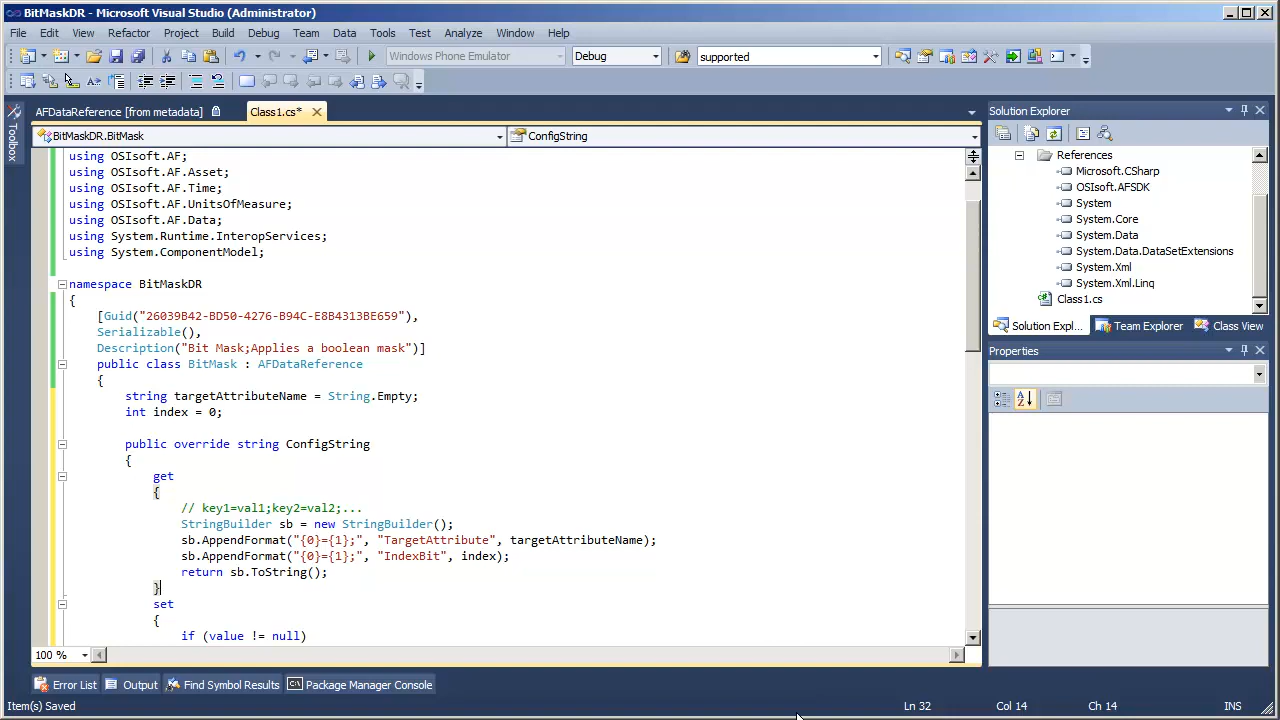 BitMaskDR - Microsoft Visual Studio (Administrator)
File Edit View Refactor Project Build Debug Team Data Tools Test Analyze Window Help
Windows Phone Emulator Debug supported
AFDataReference [from metadata] Class1.cs* Solution Explorer
BitMaskDR.BitMask ConfigString
Toolbox
using OSIsoft.AF;
using OSIsoft.AF.Asset;
using OSIsoft.AF.Time;
using OSIsoft.AF.UnitsOfMeasure;
using OSIsoft.AF.Data;
using System.Runtime.InteropServices;
using System.ComponentModel;
namespace BitMaskDR
{
[Guid("26039B42-BD50-4276-B94C-E8B4313BE659"),
Serializable(),
Description("Bit Mask;Applies a boolean mask")]
public class BitMask : AFDataReference
{
string targetAttributeName = String.Empty;
int index = 0;
public override string ConfigString
{
get
{
// key1=val1;key2=val2;...
StringBuilder sb = new StringBuilder();
sb.AppendFormat("{0}={1};", "TargetAttribute", targetAttributeName);
sb.AppendFormat("{0}={1};", "IndexBit", index);
return sb.ToString();
}
set
{
if (value != null)
100 %
References
Microsoft.CSharp
OSIsoft.AFSDK
System
System.Core
System.Data
System.Data.DataSetExtensions
System.Xml
System.Xml.Linq
Class1.cs
Solution Expl... Team Explorer Class View
Properties
Error List Output Find Symbol Results Package Manager Console
Item(s) Saved Ln 32 Col 14 Ch 14 INS